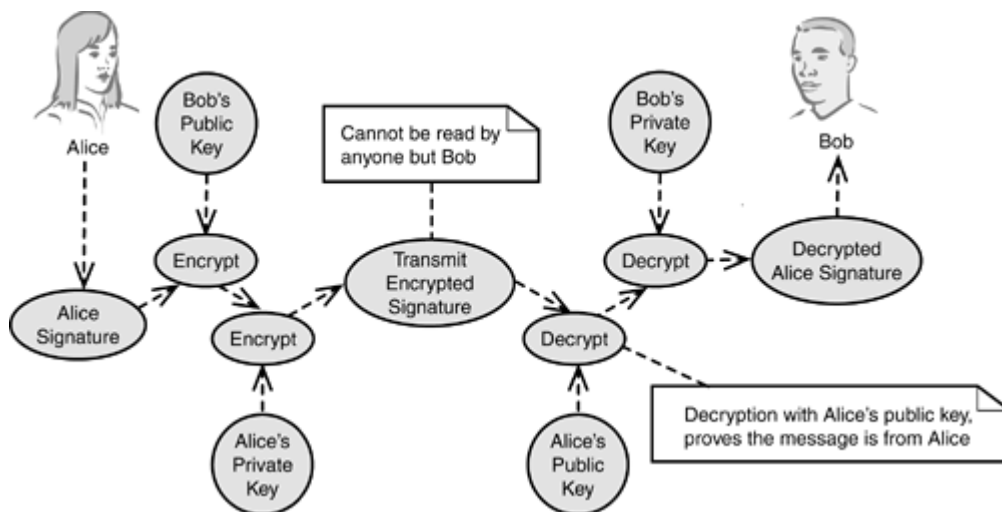 Alice
Bob's
Public
Key
Cannot be read by
anyone but Bob
Bob's
Private
Key
Bob
Alice
Signature
Encrypt
Encrypt
Transmit
Encrypted
Signature
Decrypt
Decrypt
Decrypted
Alice Signature
Alice's
Private
Key
Alice's
Public
Key
Decryption with Alice's public key,
proves the message is from Alice